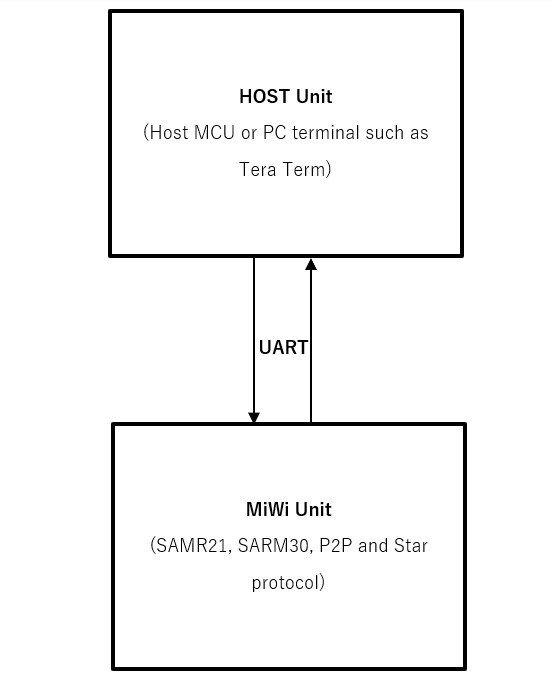 HOST Unit
(Host MCU or PC terminal such as
Tera Term)
UART
MiWi Unit
(SAMR21, SARM30, P2P and Star
protocol)